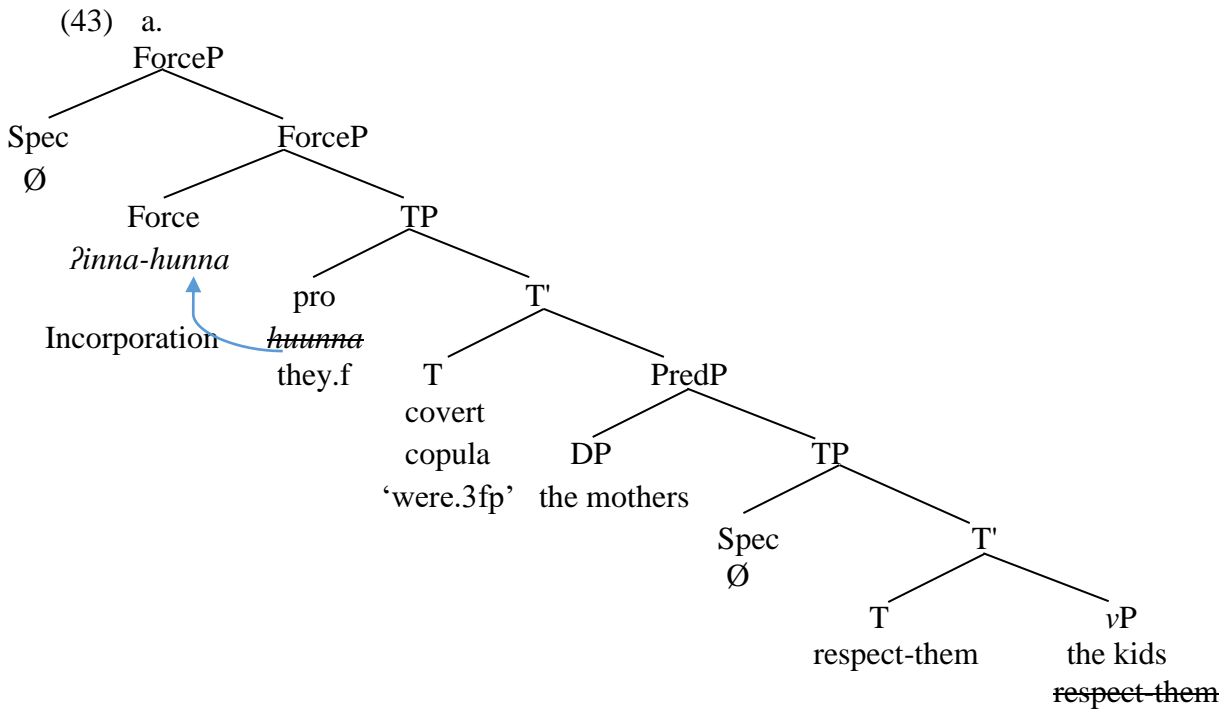 (43) a.
ForceP
Spec ForceP
Ø
Force TP
ʔinna-hunna
pro T'
Incorporation huunna
they.f T PredP
covert
copula DP TP
‘were.3fp’ the mothers
Spec T'
Ø
T vP
respect-them the kids
respect-them